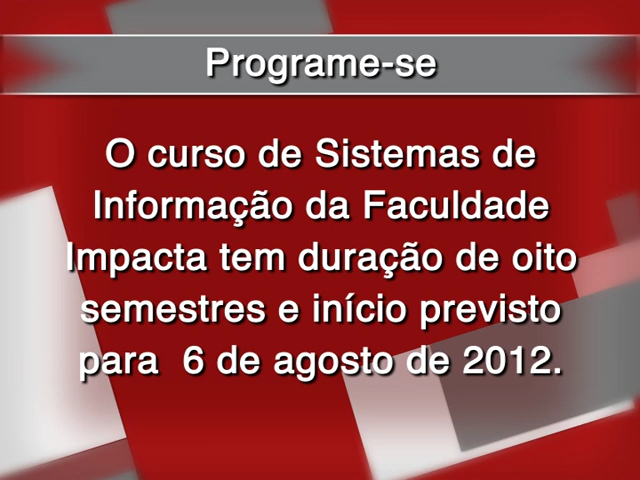 Programe-se
O curso de Sistemas de
Informação da Faculdade
Impacta tem duração de oito
semestres e início previsto
para 6 de agosto de 2012.